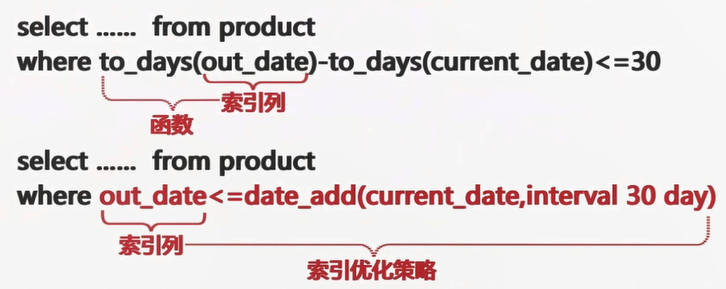 select ...... from product
where to_days(out_date)-to_days(current_date)<=30
索引列
函数
select ...... from product
where out_date<=date_add(current_date,interval 30 day)
索引列
索引优化策略